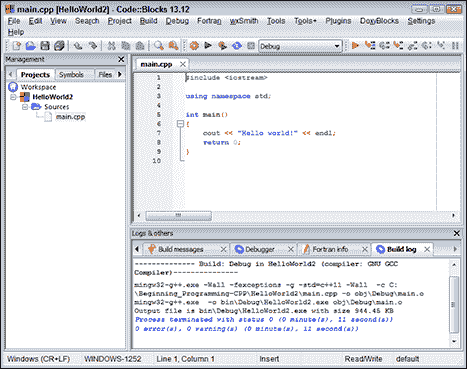 main.cpp [HelloWorld2] - Code::Blocks 13.12
File Edit View Search Project Build Debug Fortran wxSmith Tools Tools+ Plugins DoxyBlocks Settings
Help
Debug
Management
Projects Symbols Files
Workspace
HelloWorld2
Sources
main.cpp
main.cpp
1 #include <iostream>
2
3 using namespace std;
4
5 int main()
6 {
7 cout << "Hello world!" << endl;
8 return 0;
9 }
10
Logs & others
Build messages Debugger Fortran info Build log
-------------- Build: Debug in HelloWorld2 (compiler: GNU GCC
Compiler)---------------
mingw32-g++.exe -Wall -fexceptions -g -std=c++11 -Wall -c C:
\Beginning_Programming-CPP\HelloWorld2\main.cpp -o obj\Debug\main.o
mingw32-g++.exe -o bin\Debug\HelloWorld2.exe obj\Debug\main.o
Output file is bin\Debug\HelloWorld2.exe with size 944.45 KB
Process terminated with status 0 (0 minute(s), 11 second(s))
0 error(s), 0 warning(s) (0 minute(s), 11 second(s))
Windows (CR+LF) WINDOWS-1252 Line 1, Column 1 Insert Read/Write default